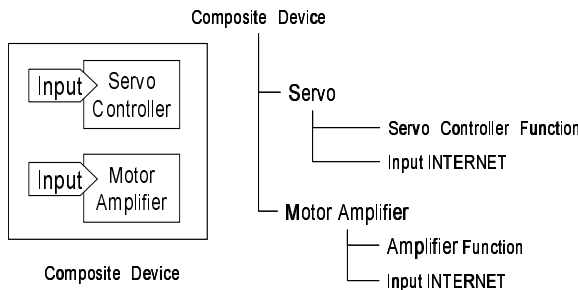 Input
Servo
Controller
Input
Motor
Amplifier
Composite Device
Composite Device
Servo
Servo Controller Function
Input INTERNET
Motor Amplifier
Amplifier Function
Input INTERNET